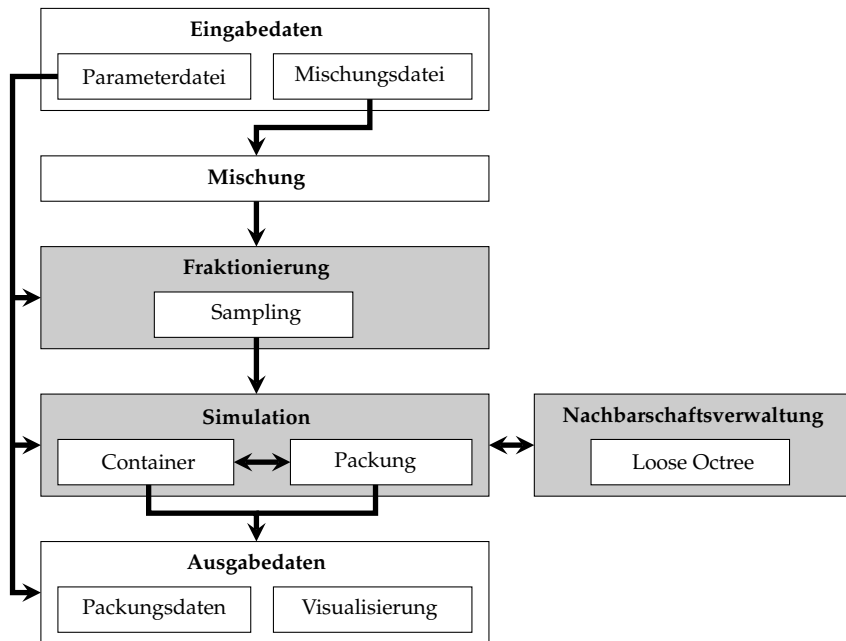 Eingabedaten
Parameterdatei
Mischungsdatei
Mischung
Fraktionierung
Sampling
Simulation
Container
Packung
Nachbarschaftsverwaltung
Loose Octree
Ausgabedaten
Packungsdaten
Visualisierung